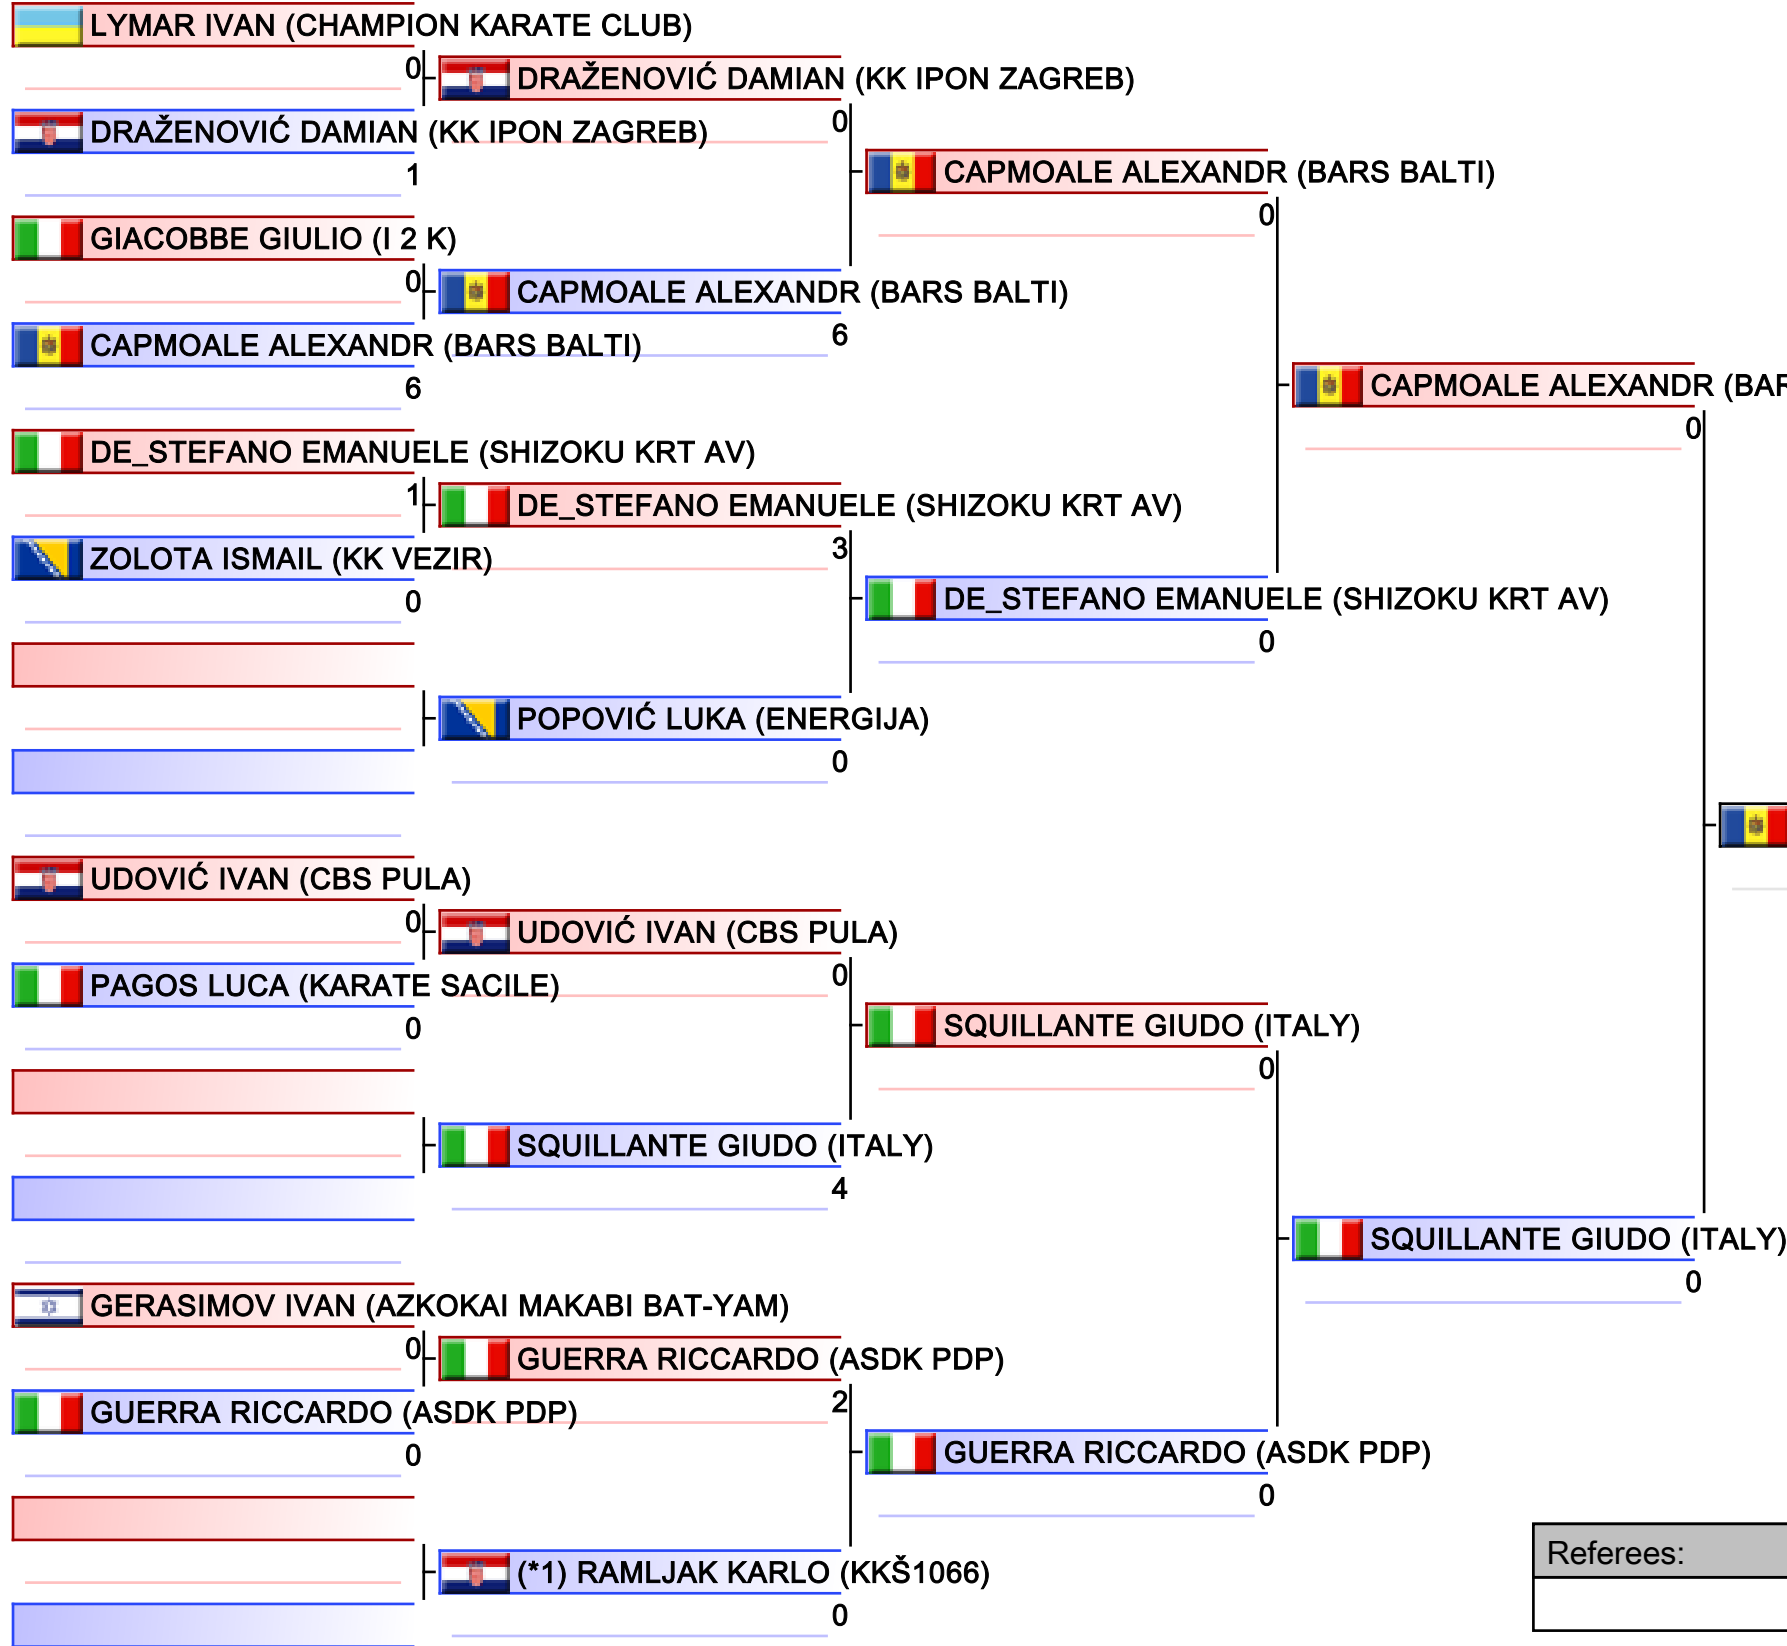 LYMAR IVAN (CHAMPION KARATE CLUB)
0
DRAŽENOVIĆ DAMIAN (KK IPON ZAGREB)
1
GIACOBBE GIULIO (I 2 K)
0
CAPMOALE ALEXANDR (BARS BALTI)
6
DE_STEFANO EMANUELE (SHIZOKU KRT AV)
1
ZOLOTA ISMAIL (KK VEZIR)
0
UDOVIĆ IVAN (CBS PULA)
0
PAGOS LUCA (KARATE SACILE)
0
GERASIMOV IVAN (AZKOKAI MAKABI BAT-YAM)
0
GUERRA RICCARDO (ASDK PDP)
0
DRAŽENOVIĆ DAMIAN (KK IPON ZAGREB)
0
CAPMOALE ALEXANDR (BARS BALTI)
6
DE_STEFANO EMANUELE (SHIZOKU KRT AV)
3
POPOVIĆ LUKA (ENERGIJA)
0
UDOVIĆ IVAN (CBS PULA)
0
SQUILLANTE GIUDO (ITALY)
4
GUERRA RICCARDO (ASDK PDP)
2
(*1) RAMLJAK KARLO (KKŠ1066)
0
CAPMOALE ALEXANDR (BARS BALTI)
0
DE_STEFANO EMANUELE (SHIZOKU KRT AV)
0
SQUILLANTE GIUDO (ITALY)
0
GUERRA RICCARDO (ASDK PDP)
0
CAPMOALE ALEXANDR (BAR
0
SQUILLANTE GIUDO (ITALY)
0
Referees: